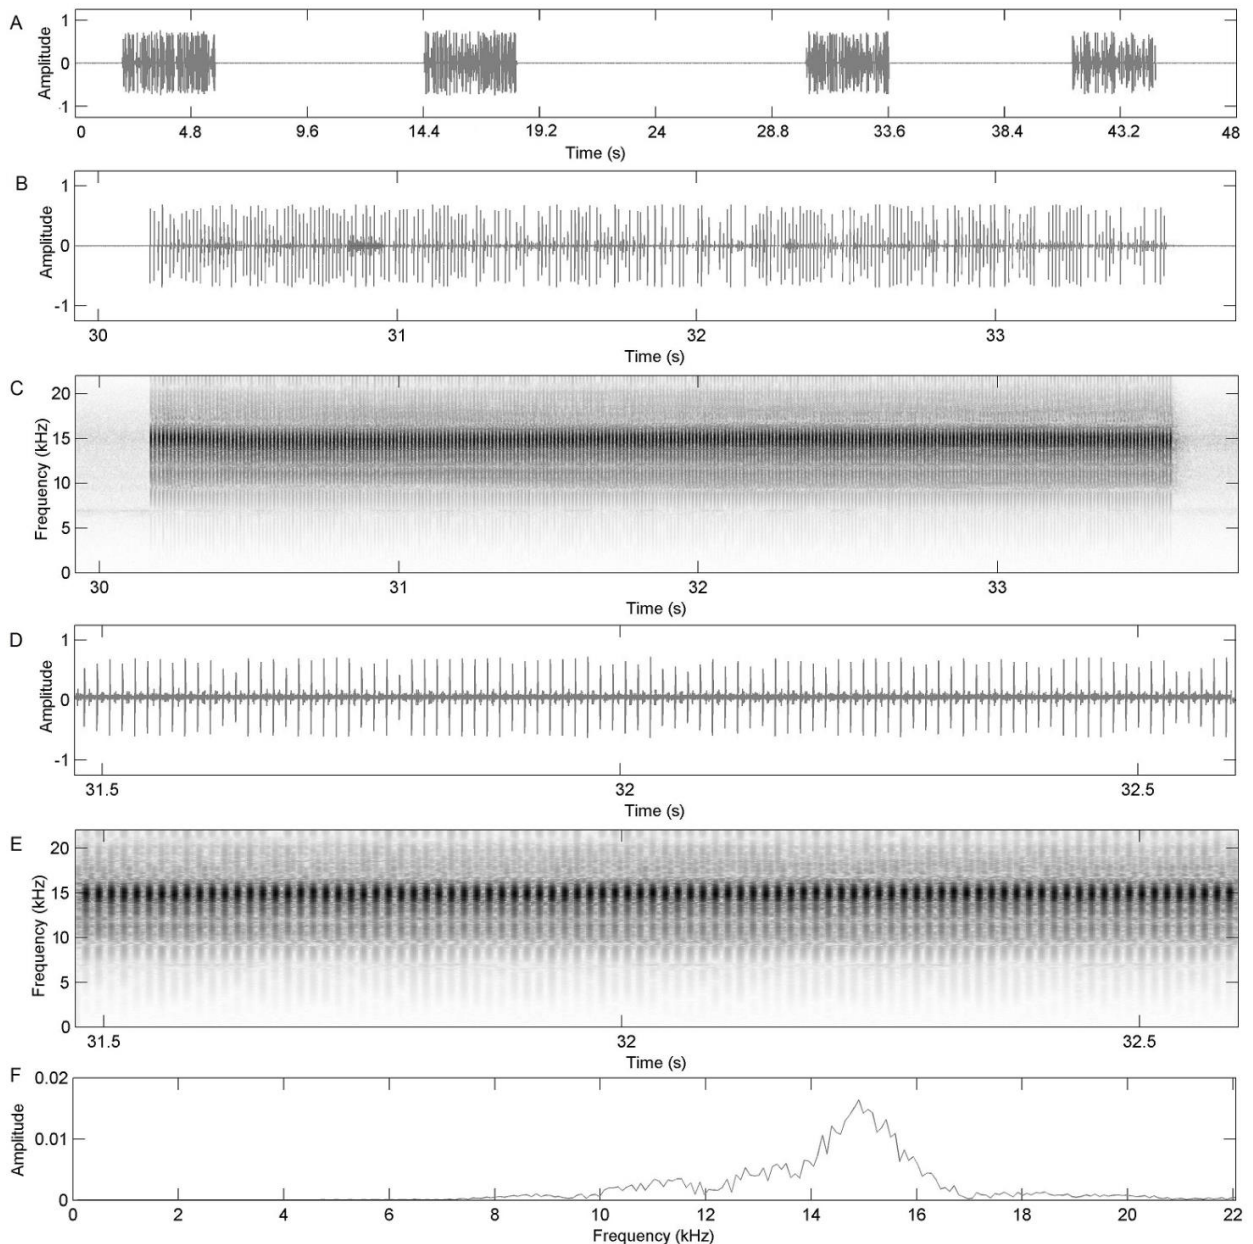 A
Amplitude
1
0
1
0 4.8 9.6 14.4 19.2 24 28.8 33.6 38.4 43.2 48
Time (s)
B
Amplitude
1
0
-1
30 31 32 33
Time (s)
C
Frequency (kHz)
20
15
10
5
0
30 31 32 33
Time (s)
D
Amplitude
1
0
-1
31.5 32 32.5
Time (s)
E
Frequency (kHz)
20
15
10
5
0
31.5 32 32.5
Time (s)
F
Amplitude
0.02
0.01
0
0 2 4 6 8 10 12 14 16 18 20 22
Frequency (kHz)